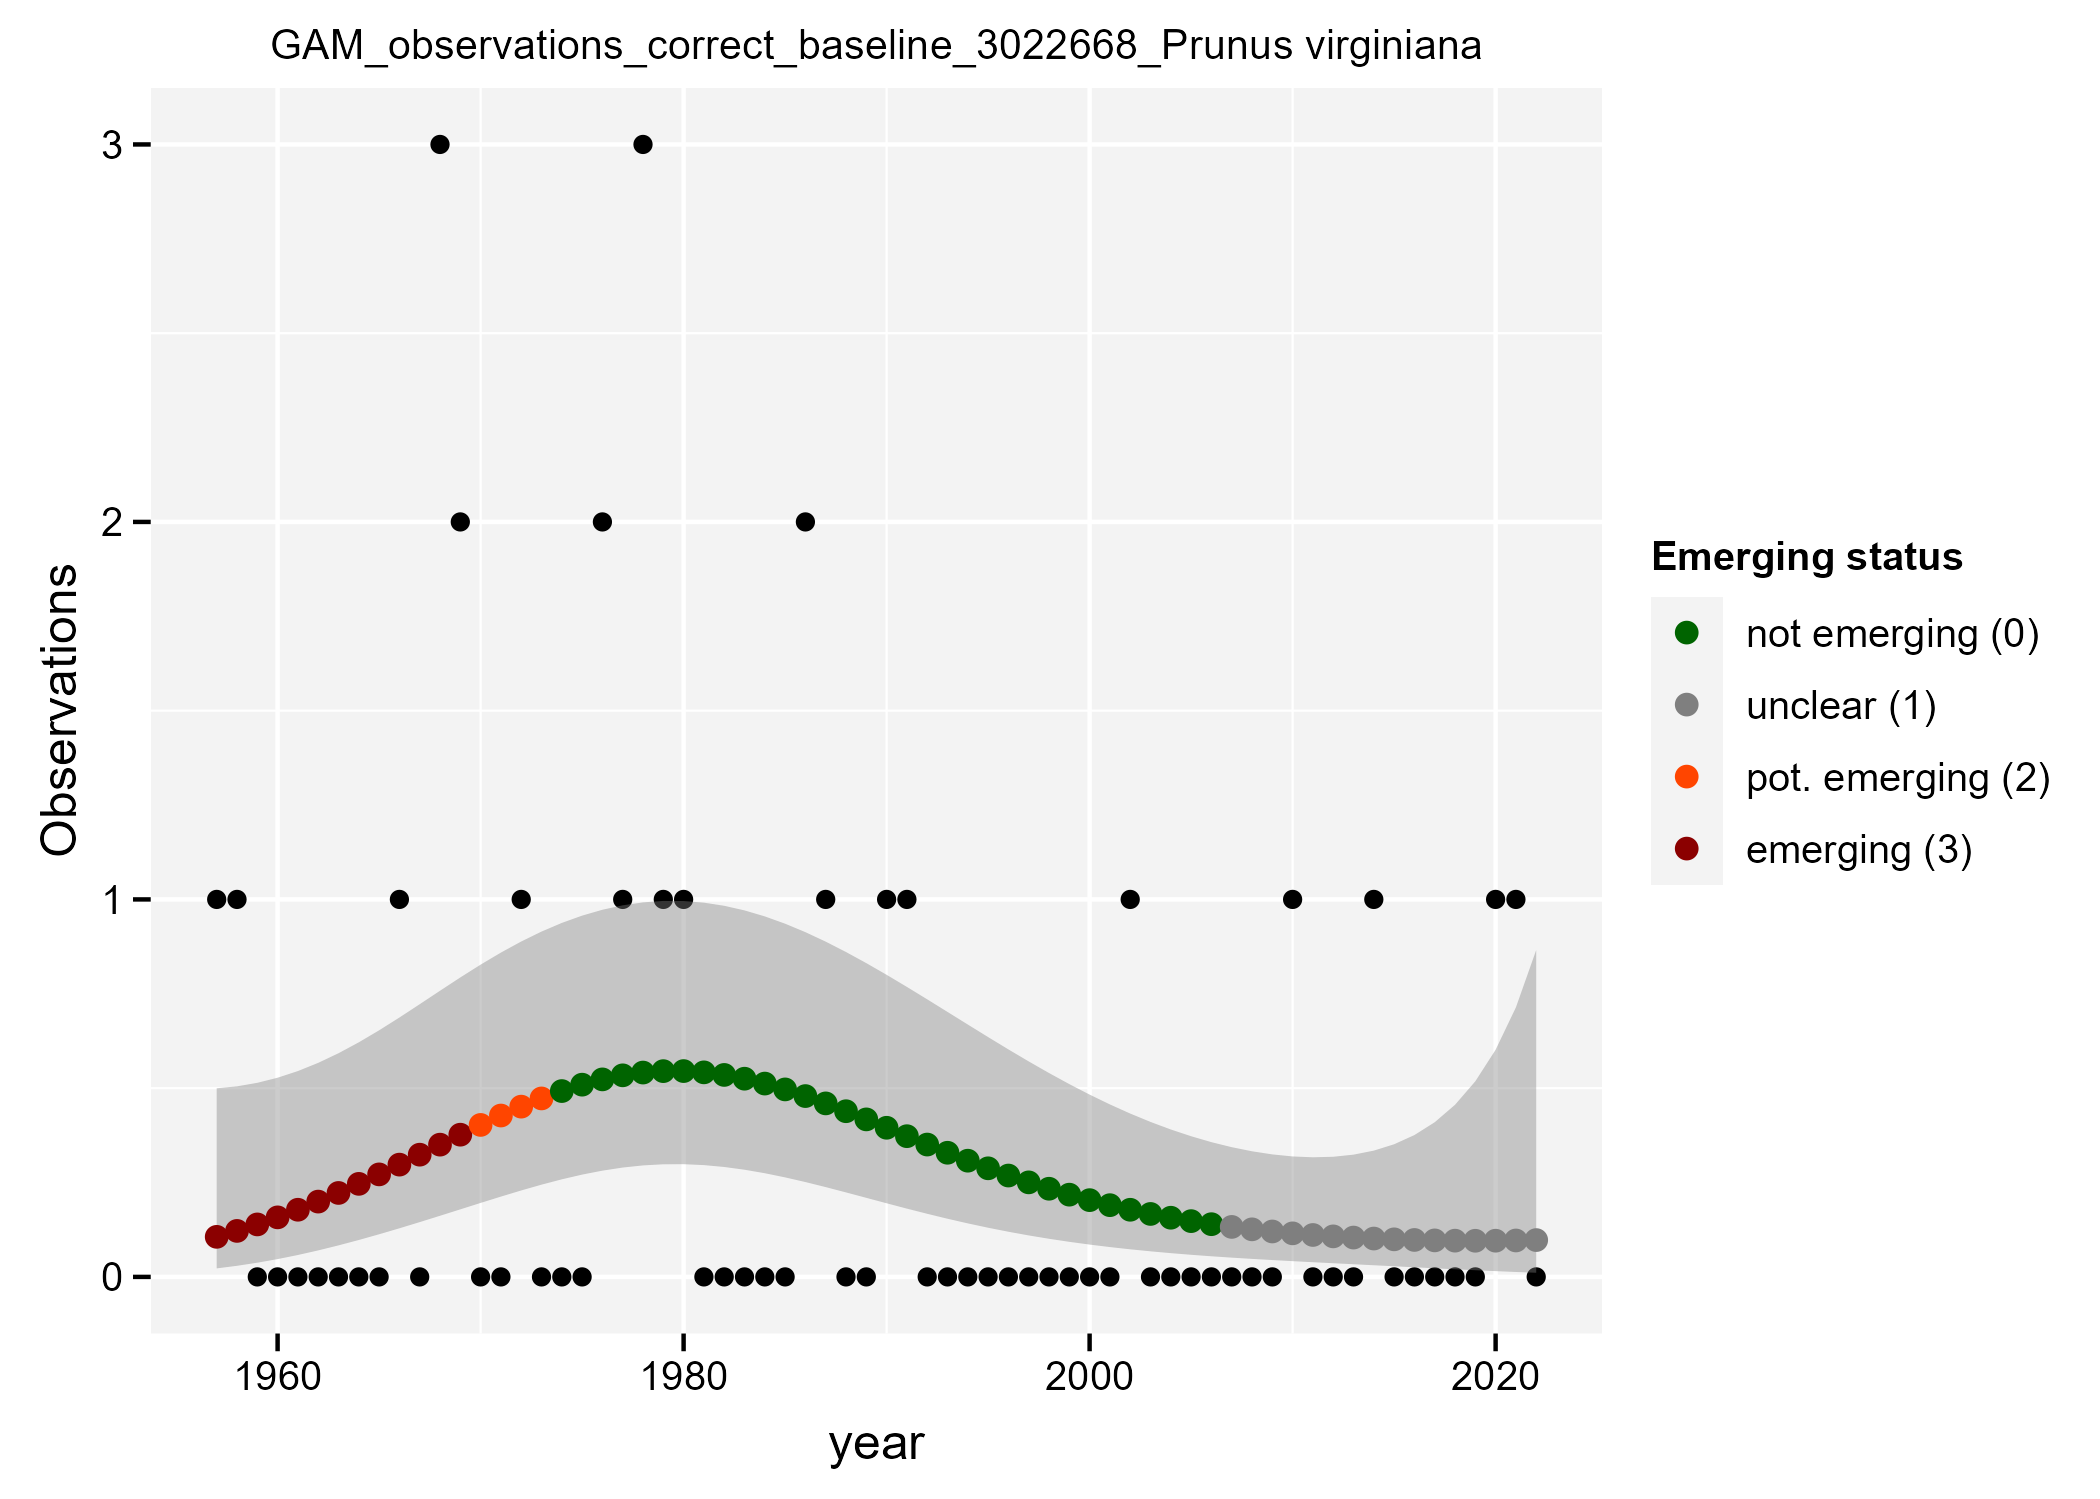 GAM_observations_correct_baseline_3022668_Prunus virginiana
3
2
1
0
Observations
1960
1980
2000
2020
year
Emerging status
not emerging (0)
unclear (1)
pot. emerging (2)
emerging (3)